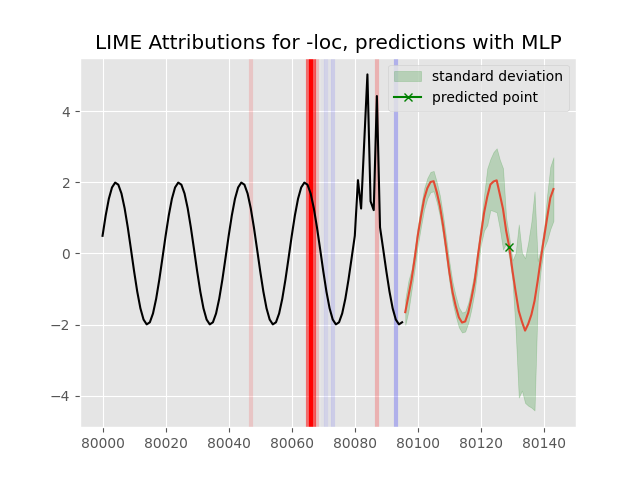 LIME Attributions for -loc, predictions with MLP
standard deviation
predicted point
4
2
0
−2
−4
80000 80020 80040 80060 80080 80100 80120 80140